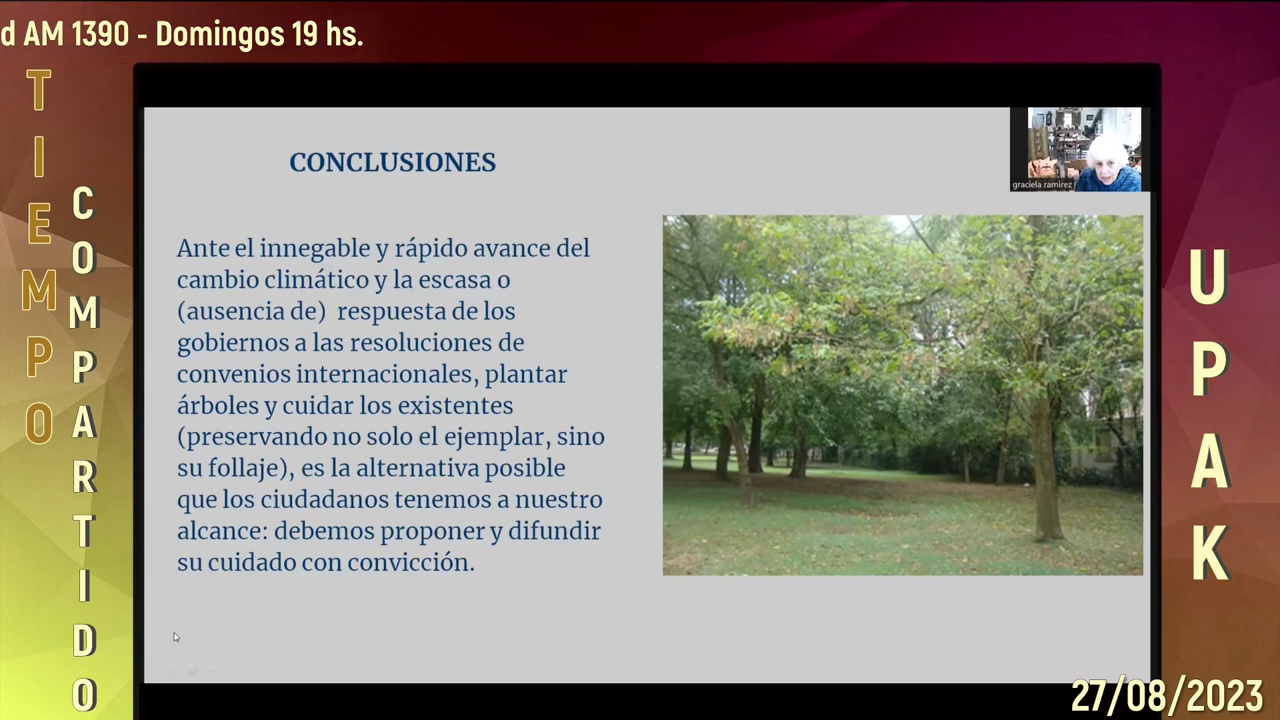 d AM 1390 - Domingos 19 hs.
TIEMPO
COMPARTIDO
CONCLUSIONES
graciela ramirez
Ante el innegable y rápido avance del
cambio climático y la escasa o
(ausencia de) respuesta de los
gobiernos a las resoluciones de
convenios internacionales, plantar
árboles y cuidar los existentes
(preservando no solo el ejemplar, sino
su follaje), es la alternativa posible
que los ciudadanos tenemos a nuestro
alcance: debemos proponer y difundir
su cuidado con convicción.
UPAK
27/08/2023